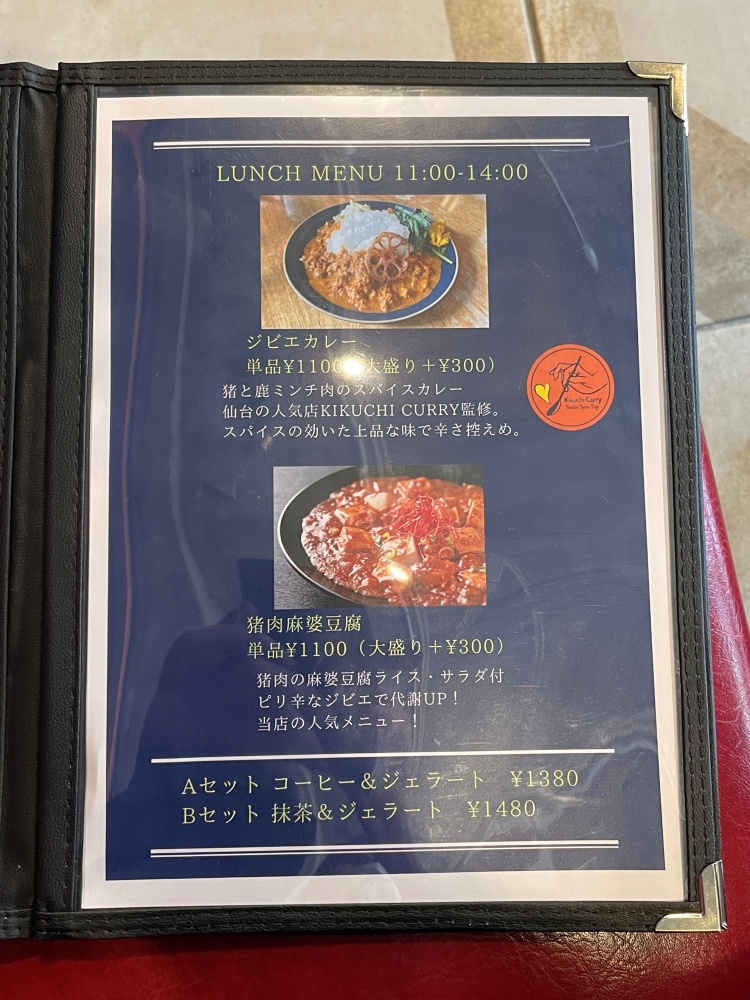 LUNCH MENU 11:00-14:00
ジビエカレー
単品¥1100（大盛り＋¥300）
猪と鹿ミンチ肉のスパイスカレー
仙台の人気店KIKUCHI CURRY監修。
スパイスの効いた上品な味で辛さ控えめ。
Kikuchi Curry
猪肉麻婆豆腐
単品¥1100（大盛り＋¥300）
猪肉の麻婆豆腐ライス・サラダ付
ピリ辛なジビエで代謝UP！
当店の人気メニュー！
Aセット コーヒー＆ジェラート ¥1380
Bセット 抹茶＆ジェラート ¥1480